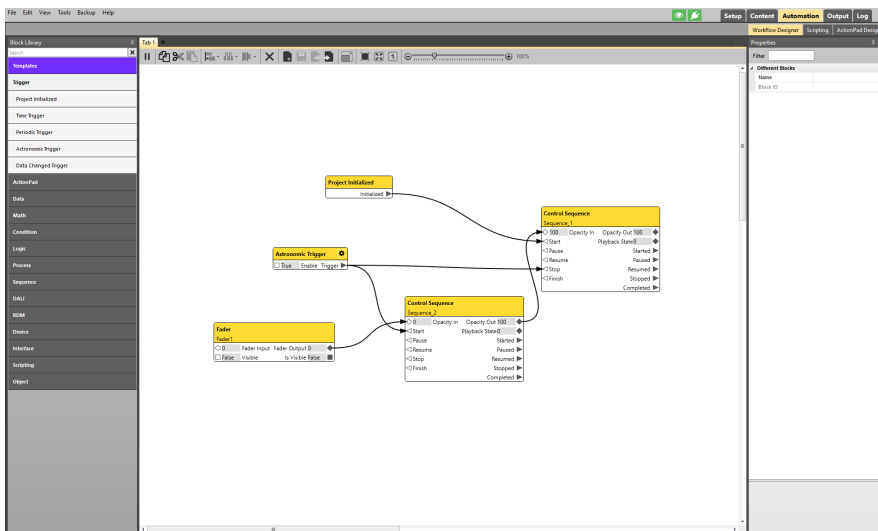 File Edit View Tools Backup Help
Setup Content Automation Output Log
Workflow Designer Scripting ActionPad Desig
Block Library
Tab 1
Properties
Search
100%
Filter
Templates
Different Blocks
Trigger
Name
Block ID
Project Initialized
Time Trigger
Periodic Trigger
Astronomic Trigger
Data Changed Trigger
ActionPad
Data
Math
Condition
Logic
Process
Sequence
DALI
RDM
Device
Interface
Scripting
Object
Project Initialized
Initialized
Astronomic Trigger
True Enable Trigger
Fader
Fader1
0 Fader Input Fader Output 0
False Visible Is Visible False
Control Sequence
Sequence_2
0 Opacity In Opacity Out 100
Start Playback State 0
Pause Started
Resume Paused
Stop Resumed
Finish Stopped
Completed
Control Sequence
Sequence_1
100 Opacity In Opacity Out 100
Start Playback State 0
Pause Started
Resume Paused
Stop Resumed
Finish Stopped
Completed